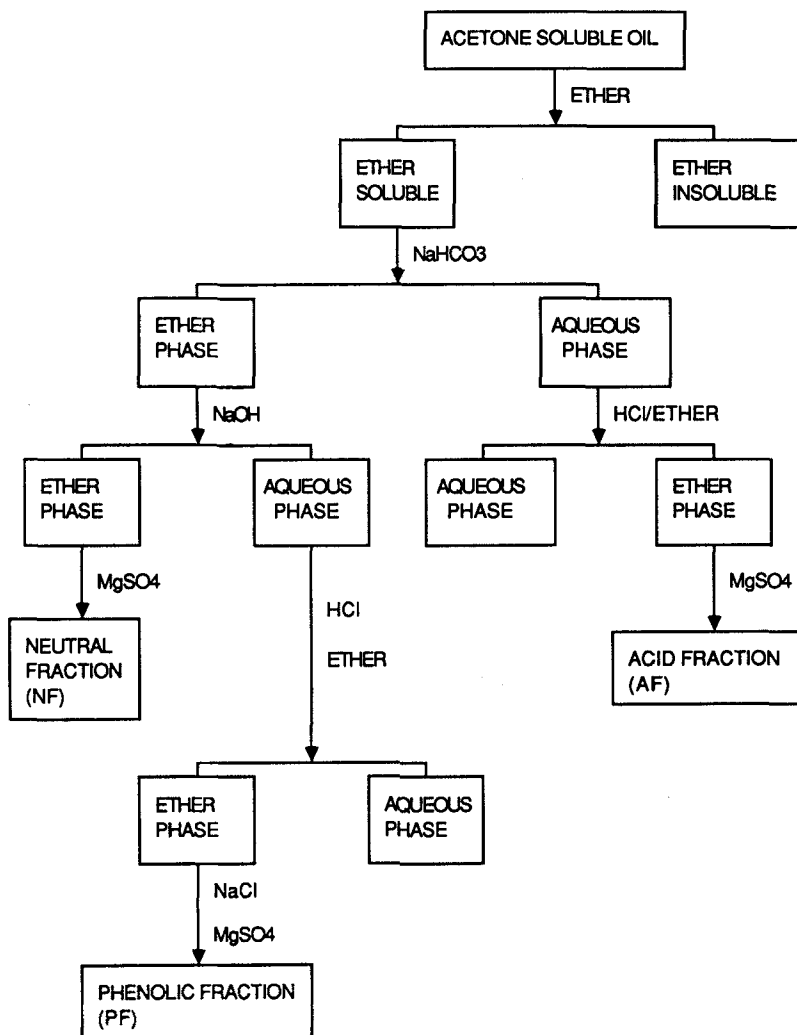 ACETONE SOLUBLE OIL
ETHER
ETHER
SOLUBLE
ETHER
INSOLUBLE
NaHCO3
ETHER
PHASE
AQUEOUS
PHASE
NaOH
HCl/ETHER
ETHER
PHASE
AQUEOUS
PHASE
AQUEOUS
PHASE
ETHER
PHASE
MgSO4
HCl
ETHER
MgSO4
NEUTRAL
FRACTION
(NF)
ACID FRACTION
(AF)
ETHER
PHASE
AQUEOUS
PHASE
NaCl
MgSO4
PHENOLIC FRACTION
(PF)